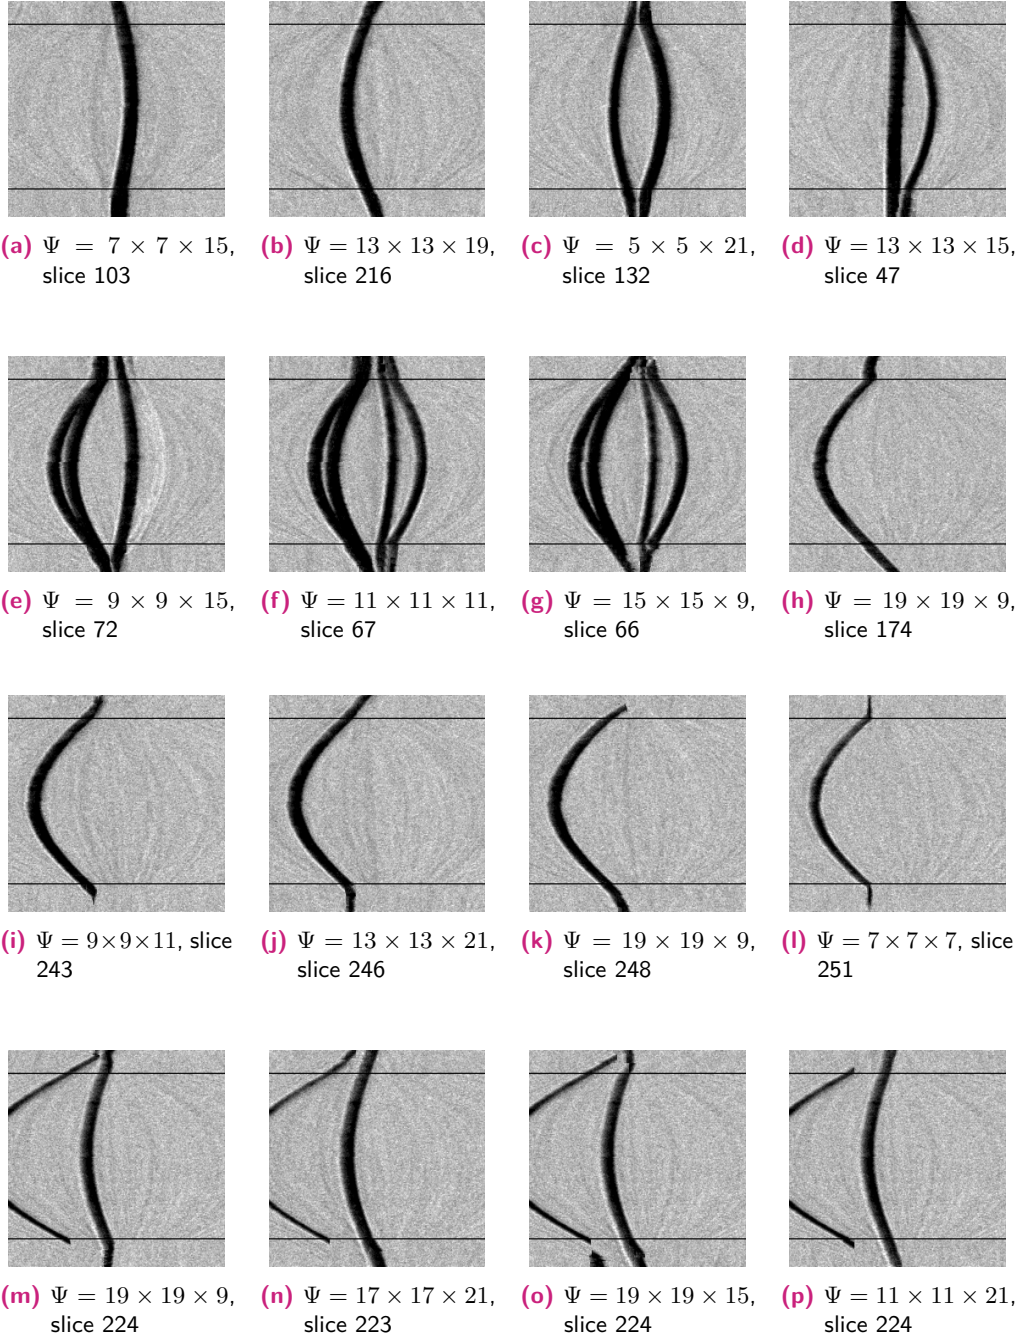 (a) Ψ = 7 × 7 × 15,
slice 103
(b) Ψ = 13 × 13 × 19,
slice 216
(c) Ψ = 5 × 5 × 21,
slice 132
(d) Ψ = 13 × 13 × 15,
slice 47
(e) Ψ = 9 × 9 × 15,
slice 72
(f) Ψ = 11 × 11 × 11,
slice 67
(g) Ψ = 15 × 15 × 9,
slice 66
(h) Ψ = 19 × 19 × 9,
slice 174
(i) Ψ = 9×9×11, slice
243
(j) Ψ = 13 × 13 × 21,
slice 246
(k) Ψ = 19 × 19 × 9,
slice 248
(l) Ψ = 7 × 7 × 7, slice
251
(m) Ψ = 19 × 19 × 9,
slice 224
(n) Ψ = 17 × 17 × 21,
slice 223
(o) Ψ = 19 × 19 × 15,
slice 224
(p) Ψ = 11 × 11 × 21,
slice 224